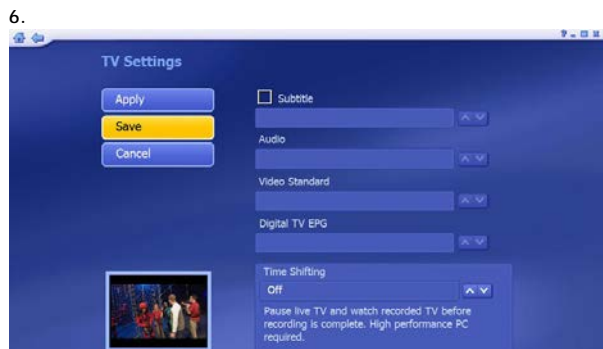 6.
TV Settings
Apply
Save
Cancel
Subtitle
Audio
Video Standard
Digital TV EPG
Time Shifting
Off
Pause live TV and watch recorded TV before
recording is complete. High performance PC
required.